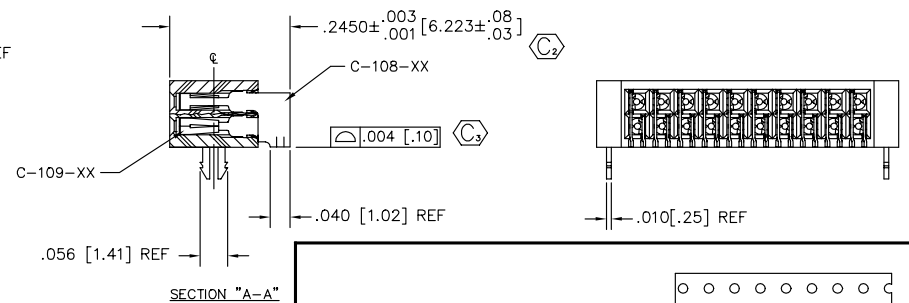 .2450± .003 .001 [6.223± .08 .03]
C₂
℄
C-108-XX
.004 [.10]
C₃
C-109-XX
.040 [1.02] REF
.010[.25] REF
.056 [1.41] REF
SECTION "A-A"